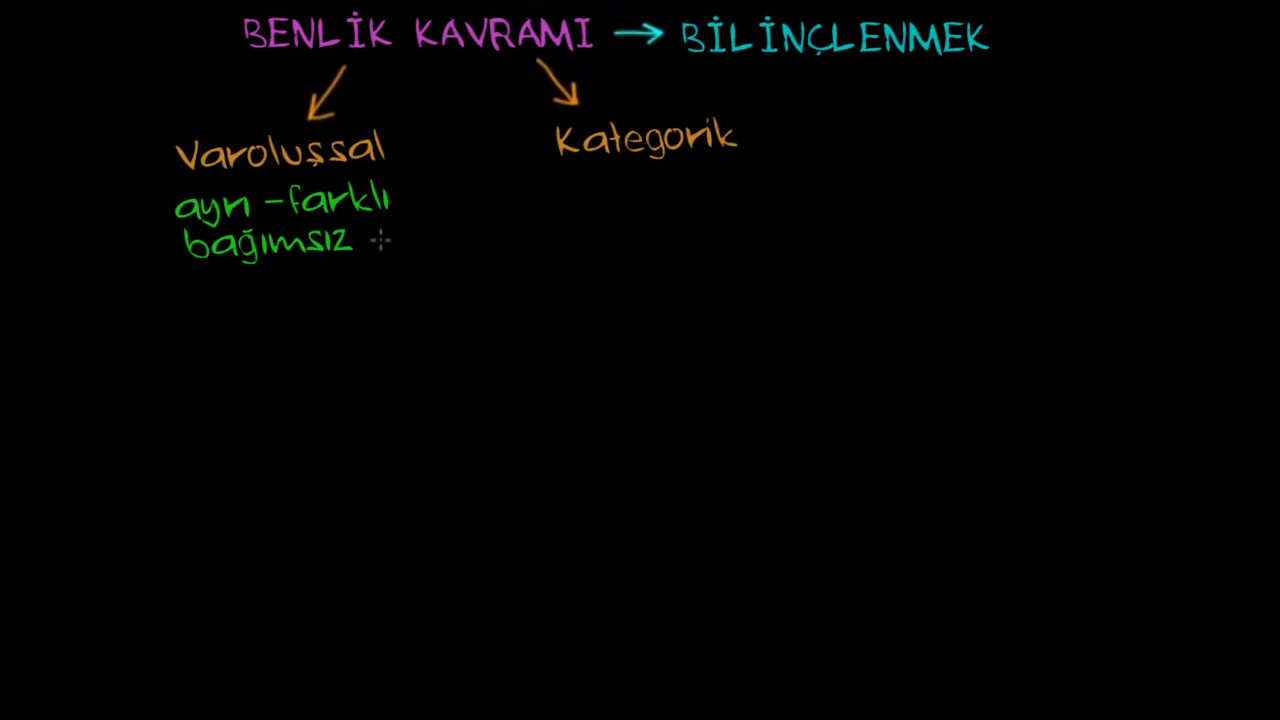 BENLİK KAVRAMI → BİLİNÇLENMEK
Varoluşsal
Kategorik
ayrı - farklı
bağımsız